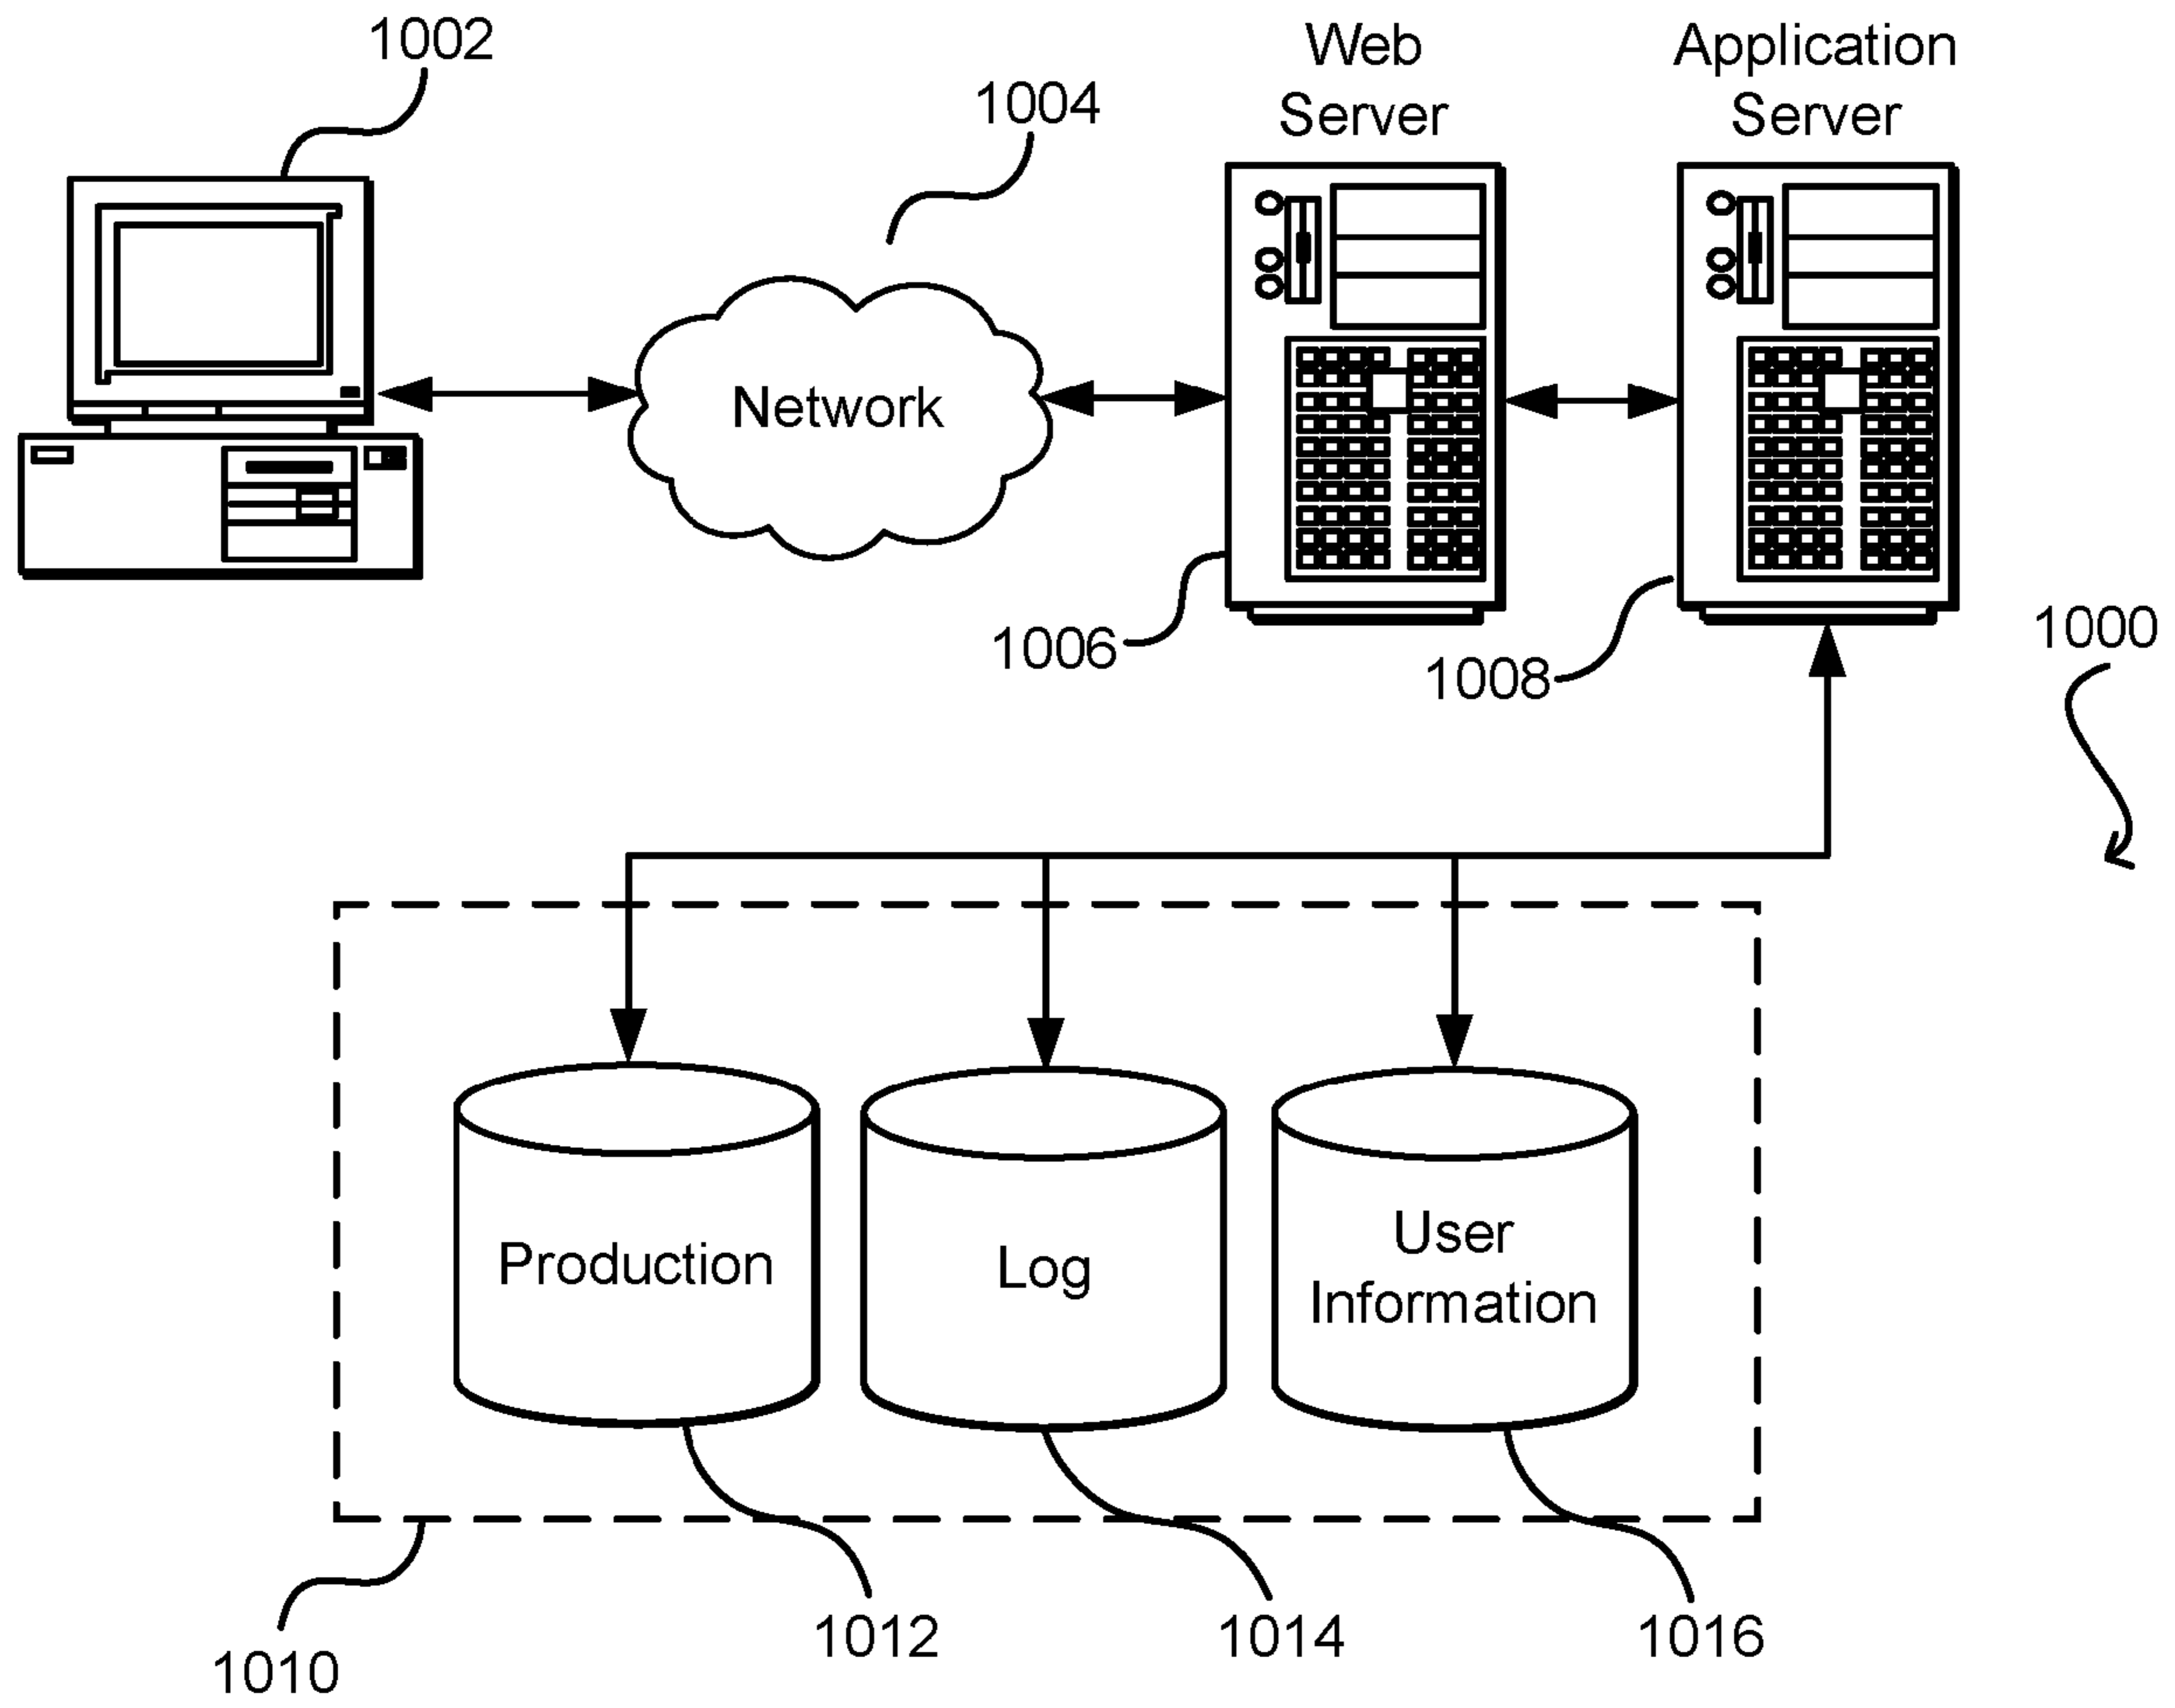 1002
1004
Web
Server
Application
Server
Network
1006
1008
1000
Production
Log
User
Information
1010
1012
1014
1016